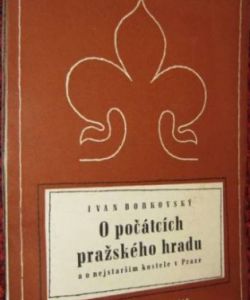 IVAN BORKOVSKÝ
O počátcích
pražského hradu
a o nejstarším kostele v Praze